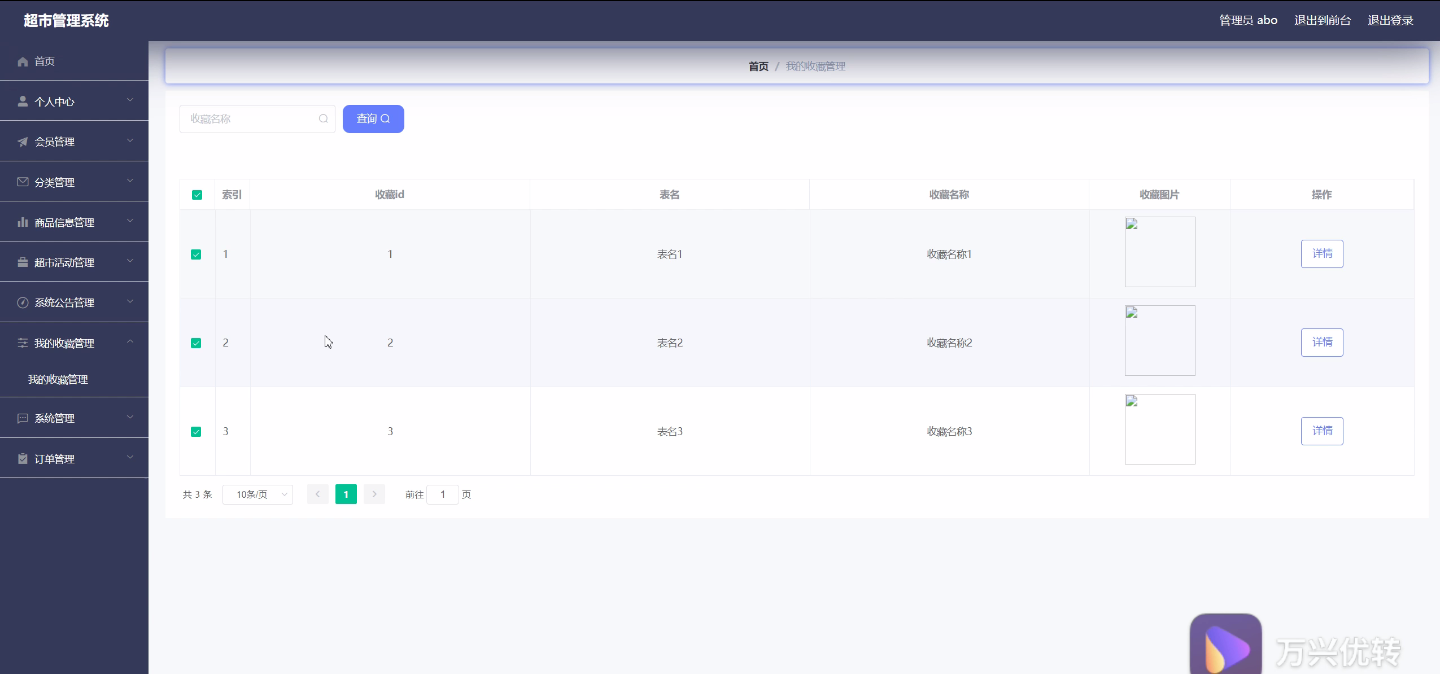 超市管理系统
管理员 abo 退出到前台 退出登录
首页
个人中心
会员管理
分类管理
商品信息管理
超市活动管理
系统公告管理
我的收藏管理
我的收藏管理
系统管理
订单管理
首页 / 我的收藏管理
收藏名称 查询
索引 收藏id 表名 收藏名称 收藏图片 操作
1 1 表名1 收藏名称1 详情
2 2 表名2 收藏名称2 详情
3 3 表名3 收藏名称3 详情
共 3 条 10条/页 1 前往 1 页
万兴优转